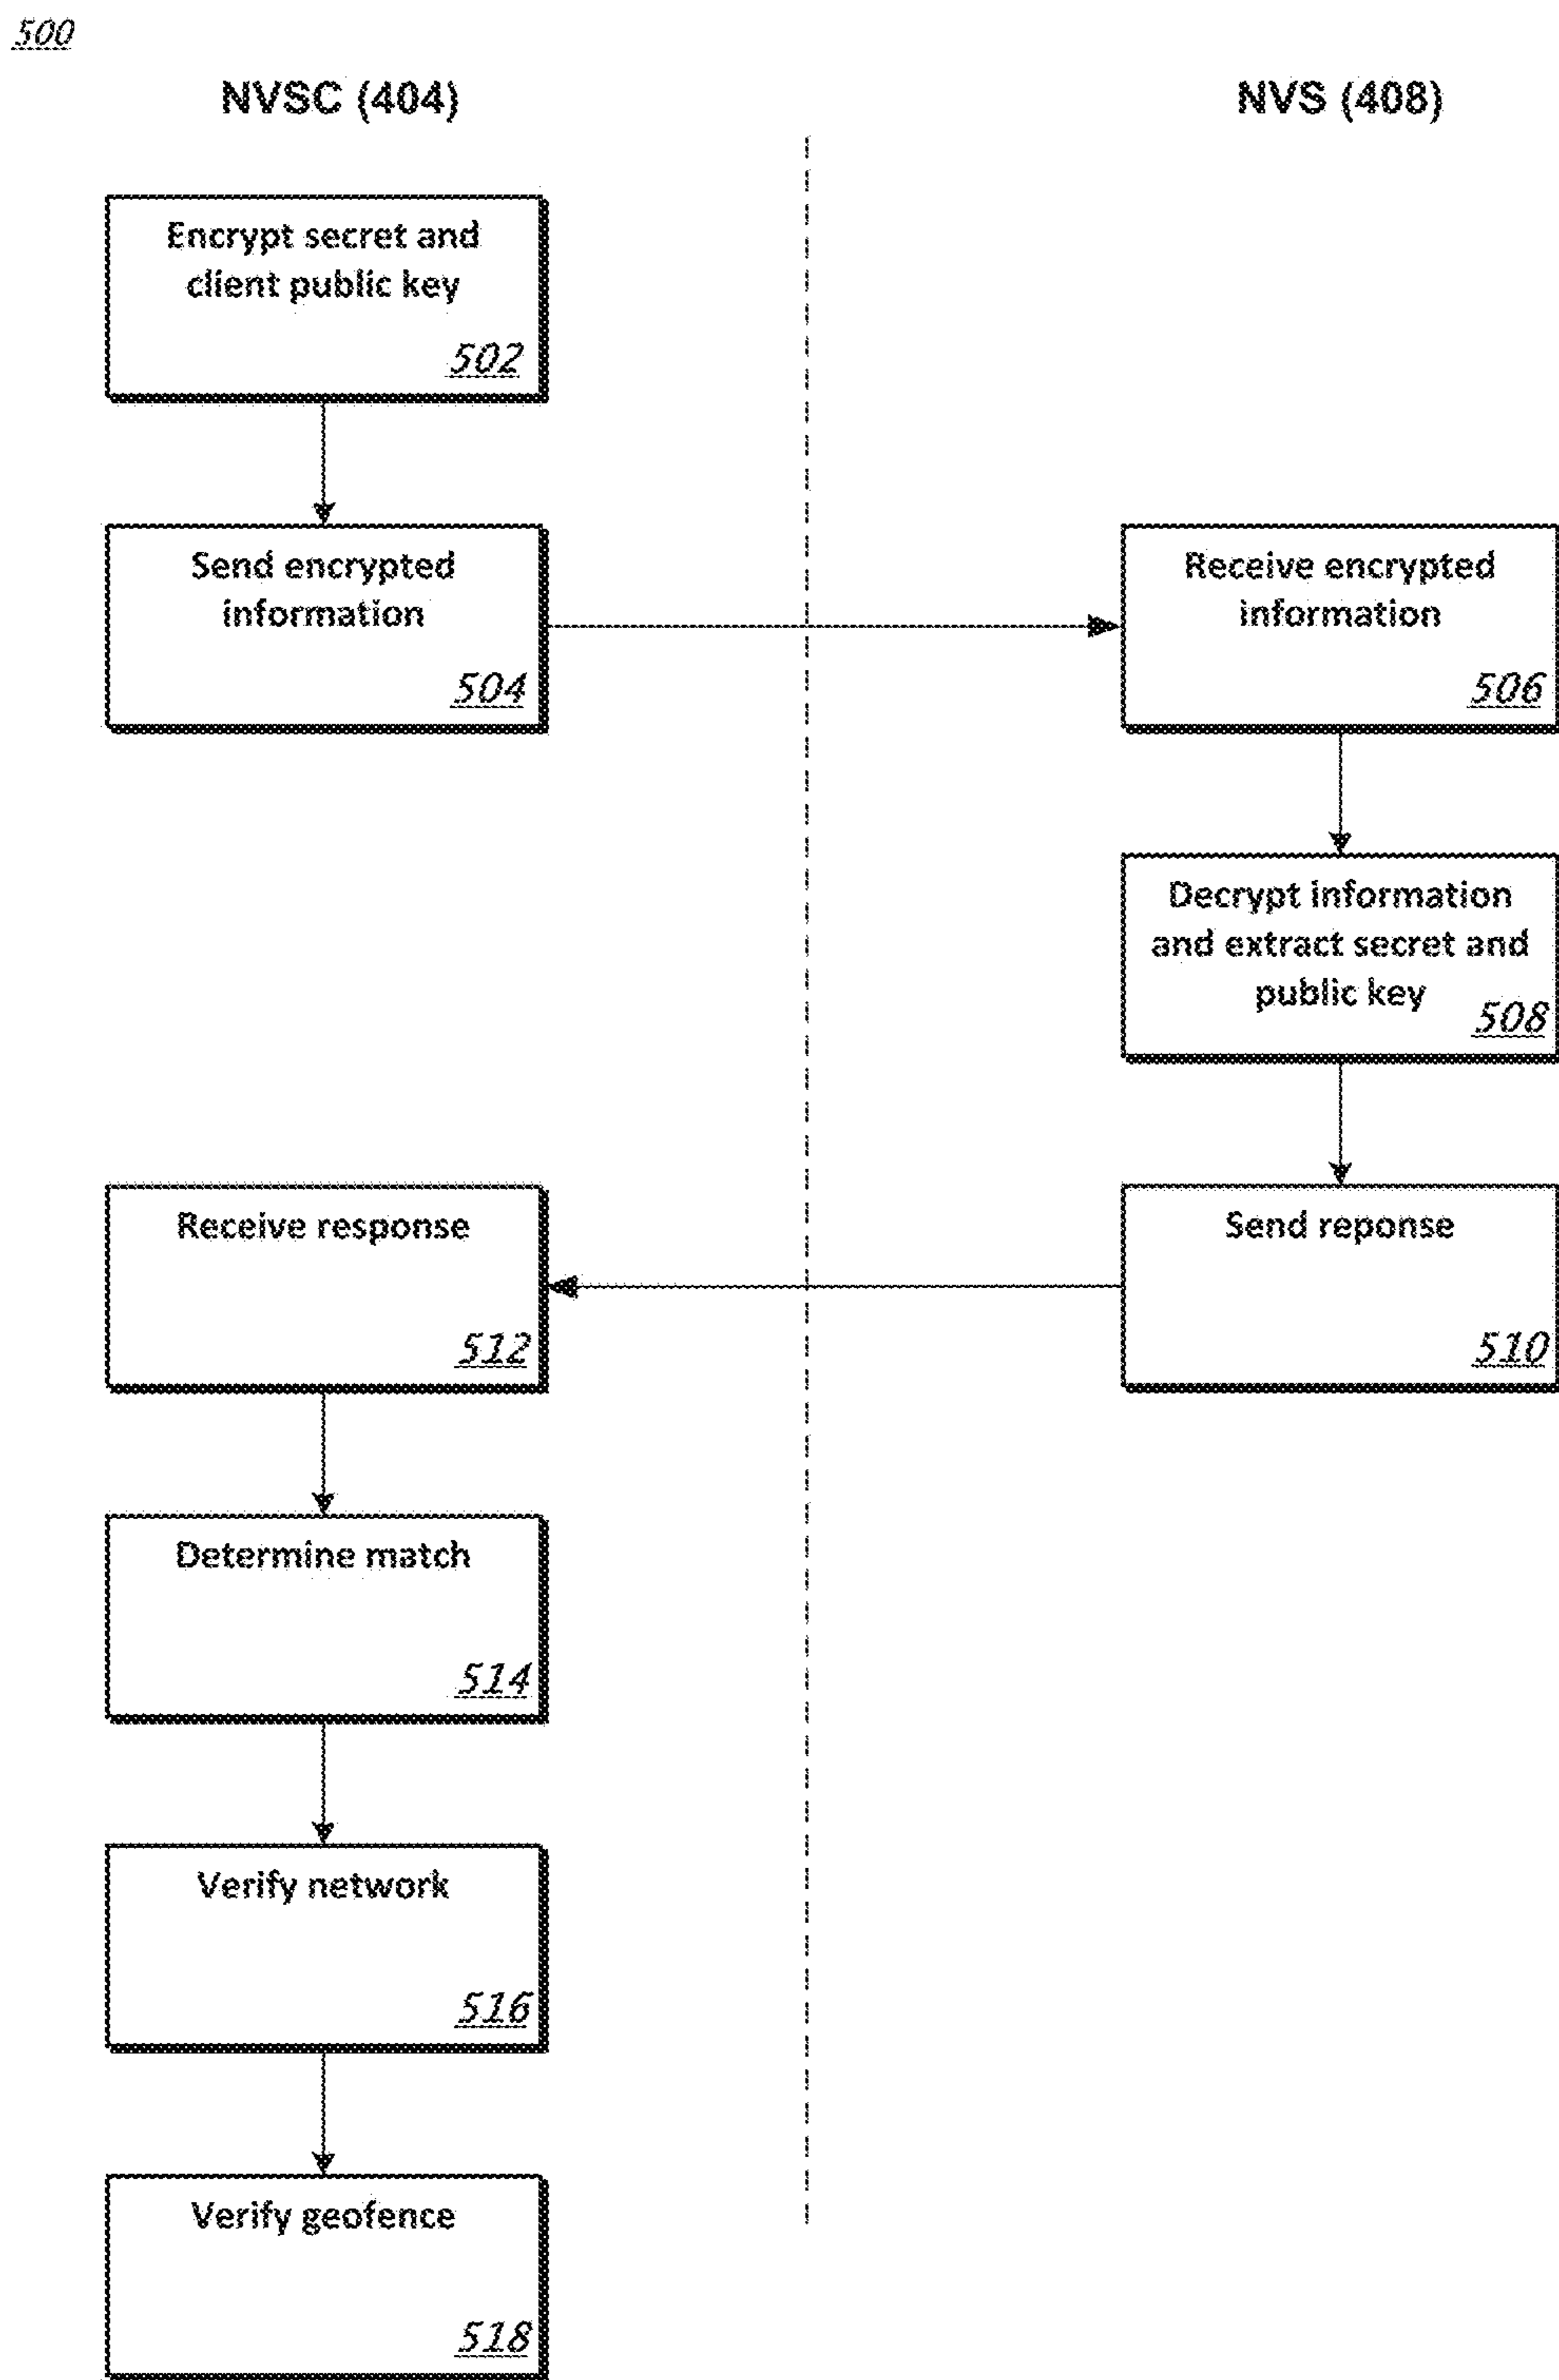 500
NVSC (404)
NVS (408)
Encrypt secret and
client public key
502
Send encrypted
information
504
Receive encrypted
information
506
Decrypt information
and extract secret and
public key
508
Send reponse
510
Receive response
512
Determine match
514
Verify network
516
Verify geofence
518